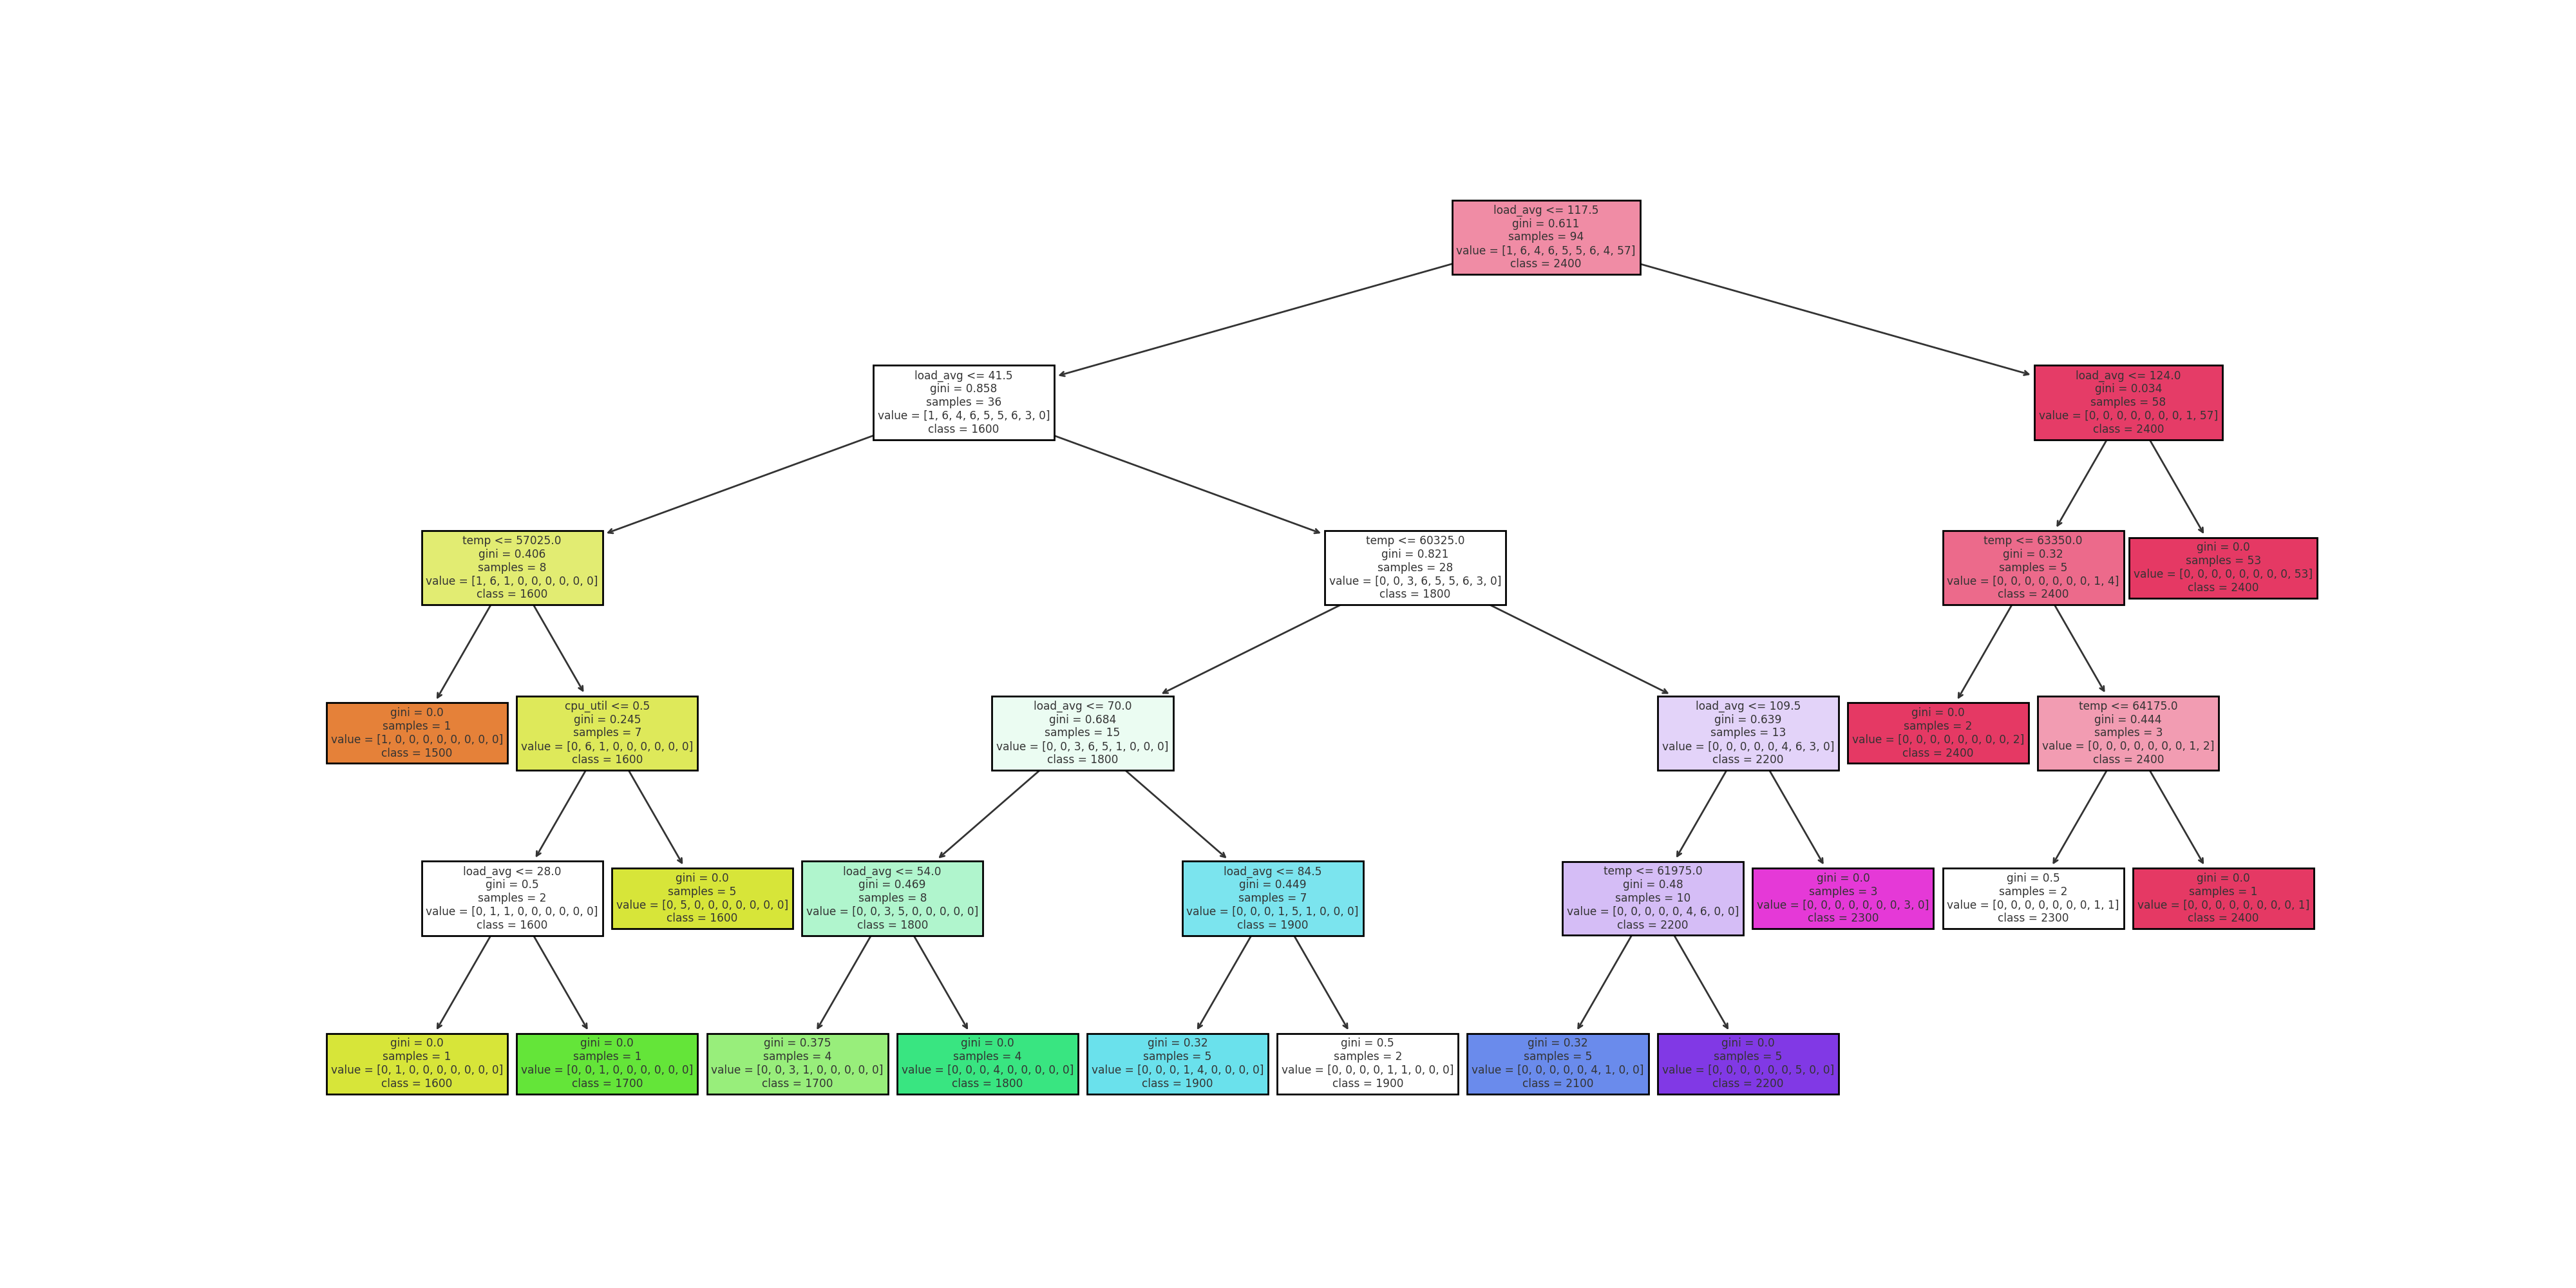 load_avg <= 117.5
gini = 0.611
samples = 94
value = [1, 6, 4, 6, 5, 5, 6, 4, 57]
class = 2400
load_avg <= 41.5
gini = 0.858
samples = 36
value = [1, 6, 4, 6, 5, 5, 6, 3, 0]
class = 1600
load_avg <= 124.0
gini = 0.034
samples = 58
value = [0, 0, 0, 0, 0, 0, 0, 1, 57]
class = 2400
temp <= 57025.0
gini = 0.406
samples = 8
value = [1, 6, 1, 0, 0, 0, 0, 0, 0]
class = 1600
temp <= 60325.0
gini = 0.821
samples = 28
value = [0, 0, 3, 6, 5, 5, 6, 3, 0]
class = 1800
temp <= 63350.0
gini = 0.32
samples = 5
value = [0, 0, 0, 0, 0, 0, 0, 1, 4]
class = 2400
gini = 0.0
samples = 53
value = [0, 0, 0, 0, 0, 0, 0, 0, 53]
class = 2400
gini = 0.0
samples = 1
value = [1, 0, 0, 0, 0, 0, 0, 0, 0]
class = 1500
cpu_util <= 0.5
gini = 0.245
samples = 7
value = [0, 6, 1, 0, 0, 0, 0, 0, 0]
class = 1600
load_avg <= 70.0
gini = 0.684
samples = 15
value = [0, 0, 3, 6, 5, 1, 0, 0, 0]
class = 1800
load_avg <= 109.5
gini = 0.639
samples = 13
value = [0, 0, 0, 0, 0, 4, 6, 3, 0]
class = 2200
gini = 0.0
samples = 2
value = [0, 0, 0, 0, 0, 0, 0, 0, 2]
class = 2400
temp <= 64175.0
gini = 0.444
samples = 3
value = [0, 0, 0, 0, 0, 0, 0, 1, 2]
class = 2400
load_avg <= 28.0
gini = 0.5
samples = 2
value = [0, 1, 1, 0, 0, 0, 0, 0, 0]
class = 1600
gini = 0.0
samples = 5
value = [0, 5, 0, 0, 0, 0, 0, 0, 0]
class = 1600
load_avg <= 54.0
gini = 0.469
samples = 8
value = [0, 0, 3, 5, 0, 0, 0, 0, 0]
class = 1800
load_avg <= 84.5
gini = 0.449
samples = 7
value = [0, 0, 0, 1, 5, 1, 0, 0, 0]
class = 1900
temp <= 61975.0
gini = 0.48
samples = 10
value = [0, 0, 0, 0, 0, 4, 6, 0, 0]
class = 2200
gini = 0.0
samples = 3
value = [0, 0, 0, 0, 0, 0, 0, 3, 0]
class = 2300
gini = 0.5
samples = 2
value = [0, 0, 0, 0, 0, 0, 0, 1, 1]
class = 2300
gini = 0.0
samples = 1
value = [0, 0, 0, 0, 0, 0, 0, 0, 1]
class = 2400
gini = 0.0
samples = 1
value = [0, 1, 0, 0, 0, 0, 0, 0, 0]
class = 1600
gini = 0.0
samples = 1
value = [0, 0, 1, 0, 0, 0, 0, 0, 0]
class = 1700
gini = 0.375
samples = 4
value = [0, 0, 3, 1, 0, 0, 0, 0, 0]
class = 1700
gini = 0.0
samples = 4
value = [0, 0, 0, 4, 0, 0, 0, 0, 0]
class = 1800
gini = 0.32
samples = 5
value = [0, 0, 0, 1, 4, 0, 0, 0, 0]
class = 1900
gini = 0.5
samples = 2
value = [0, 0, 0, 0, 1, 1, 0, 0, 0]
class = 1900
gini = 0.32
samples = 5
value = [0, 0, 0, 0, 0, 4, 1, 0, 0]
class = 2100
gini = 0.0
samples = 5
value = [0, 0, 0, 0, 0, 0, 5, 0, 0]
class = 2200